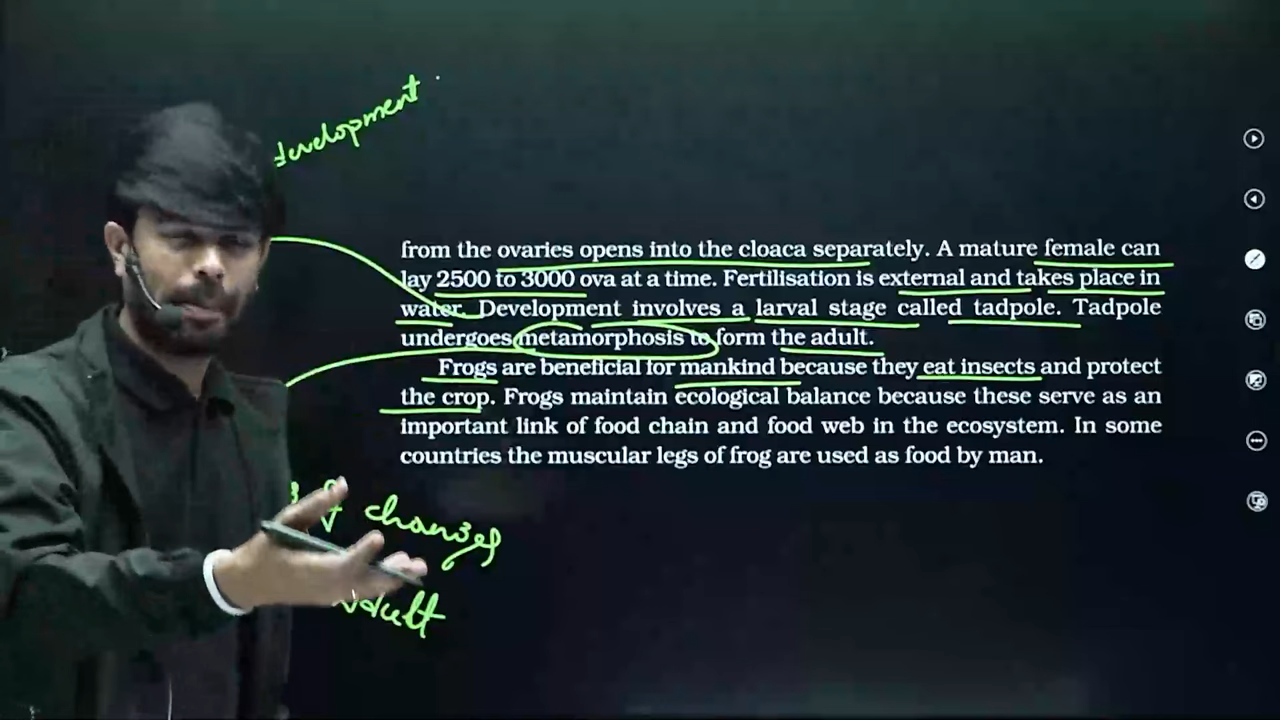 development
from the ovaries opens into the cloaca separately. A mature female can
lay 2500 to 3000 ova at a time. Fertilisation is external and takes place in
water. Development involves a larval stage called tadpole. Tadpole
undergoes metamorphosis to form the adult.
Frogs are beneficial for mankind because they eat insects and protect
the crop. Frogs maintain ecological balance because these serve as an
important link of food chain and food web in the ecosystem. In some
countries the muscular legs of frog are used as food by man.
changes
Adult